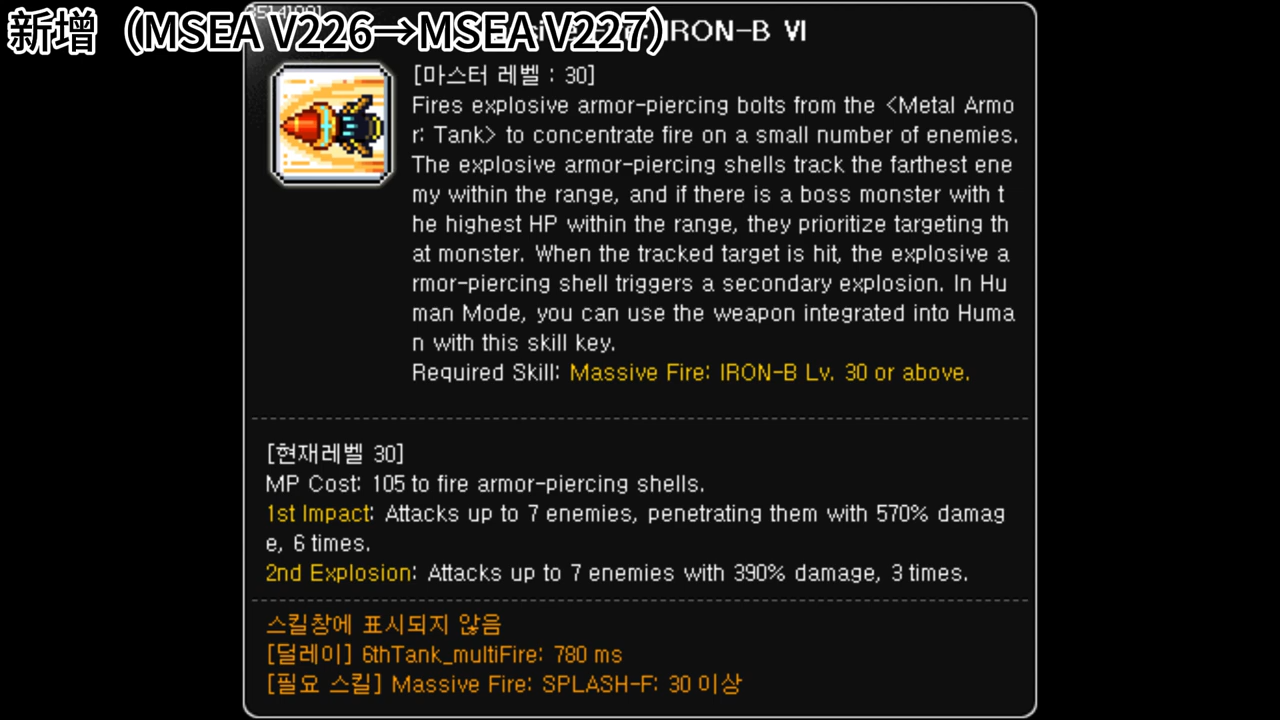 新增（MSEA V226→MSEA V227）
IRON-B VI
[마스터 레벨 : 30]
Fires explosive armor-piercing bolts from the <Metal Armo
r: Tank> to concentrate fire on a small number of enemies.
The explosive armor-piercing shells track the farthest ene
my within the range, and if there is a boss monster with t
he highest HP within the range, they prioritize targeting th
at monster. When the tracked target is hit, the explosive a
rmor-piercing shell triggers a secondary explosion. In Hu
man Mode, you can use the weapon integrated into Huma
n with this skill key.
Required Skill: Massive Fire: IRON-B Lv. 30 or above.
[현재레벨 30]
MP Cost: 105 to fire armor-piercing shells.
1st Impact: Attacks up to 7 enemies, penetrating them with 570% damag
e, 6 times.
2nd Explosion: Attacks up to 7 enemies with 390% damage, 3 times.
스킬창에 표시되지 않음
[딜레이] 6thTank_multiFire: 780 ms
[필요 스킬] Massive Fire: SPLASH-F: 30 이상